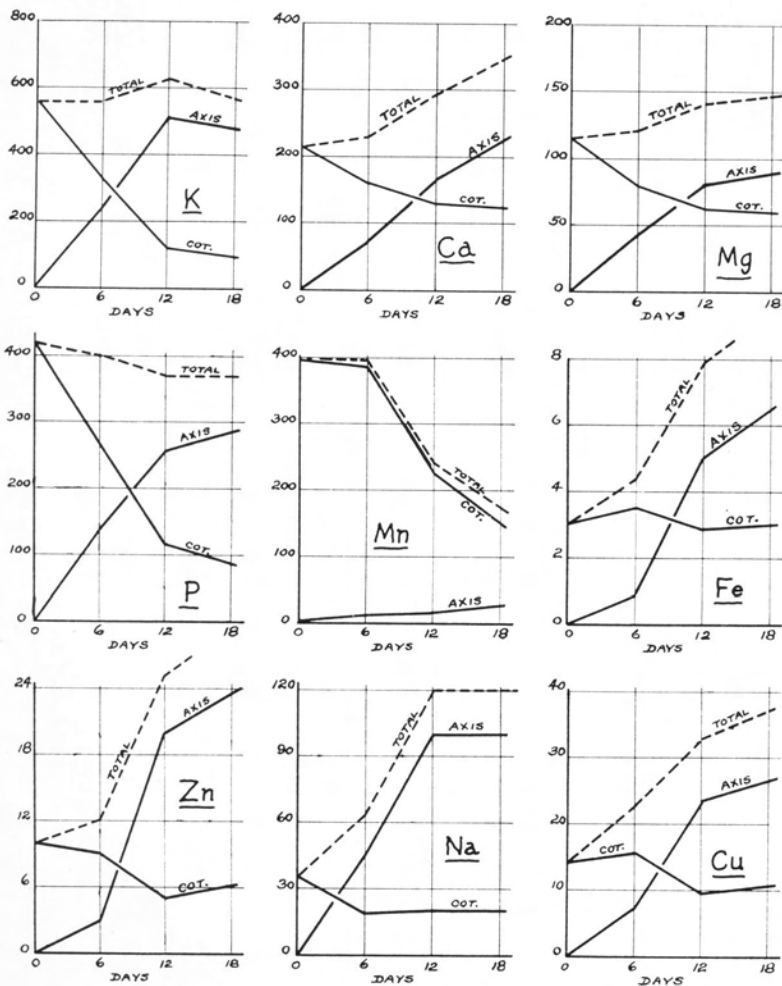 800
600
400
200
0
TOTAL
AXIS
K
COT.
0 6 12 18
DAYS
400
300
200
100
0
TOTAL
AXIS
COT.
Ca
0 6 12 18
DAYS
200
150
100
50
0
TOTAL
AXIS
COT.
Mg
0 6 12 18
DAYS
400
300
200
100
0
TOTAL
AXIS
COT.
P
0 6 12 18
DAYS
400
300
200
100
0
TOTAL
COT.
Mn
AXIS
0 6 12 18
DAYS
8
6
4
2
0
TOTAL
AXIS
COT.
Fe
0 6 12 18
DAYS
24
18
12
6
0
AXIS
TOTAL
Zn
COT.
0 6 12 18
DAYS
120
90
60
30
0
TOTAL
AXIS
Na
COT.
0 6 12 18
DAYS
40
30
20
10
0
TOTAL
AXIS
COT.
Cu
0 6 12 18
DAYS